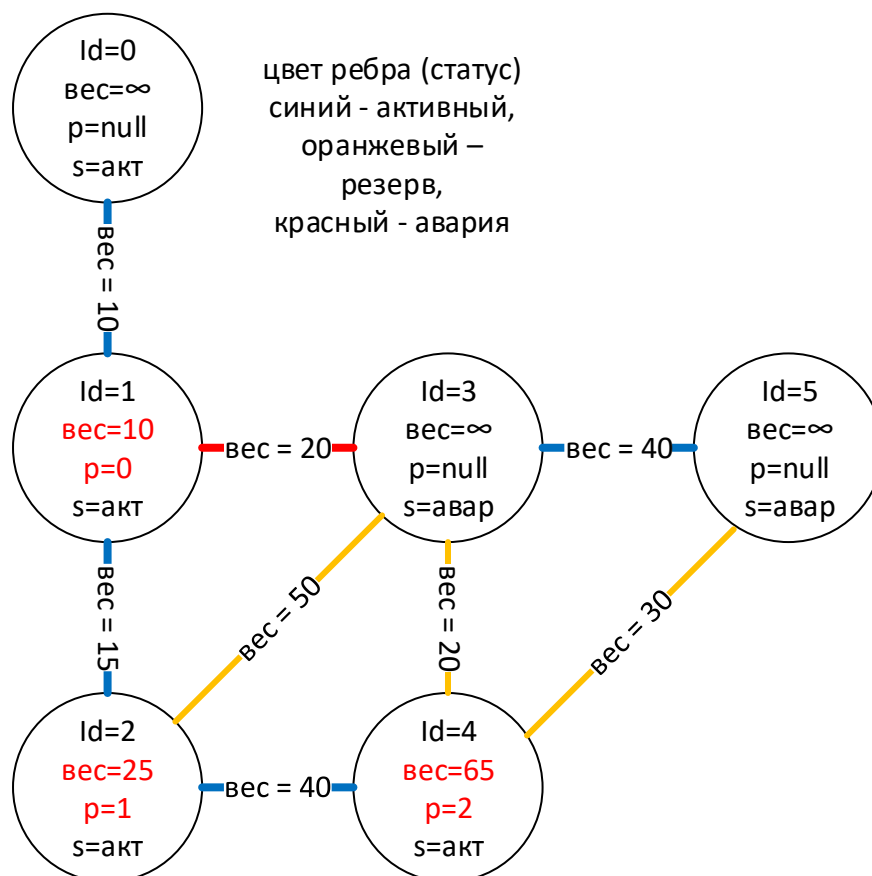 Id=0
вес=∞
p=null
s=акт
цвет ребра (статус)
синий - активный,
оранжевый –
резерв,
красный - авария
вес = 10
Id=1
вес=10
p=0
s=акт
вес = 20
Id=3
вес=∞
p=null
s=авар
вес = 40
Id=5
вес=∞
p=null
s=авар
вес = 15
вес = 50
вес = 20
вес = 30
Id=2
вес=25
p=1
s=акт
вес = 40
Id=4
вес=65
p=2
s=акт